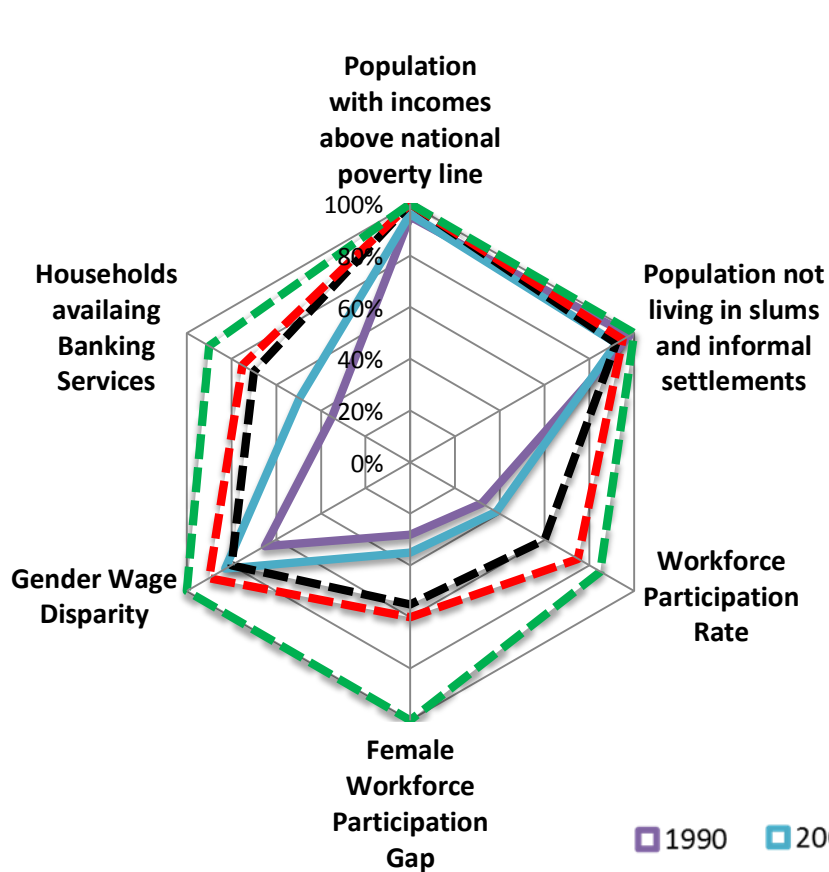 Population
with incomes
above national
poverty line
100%
80%
60%
40%
20%
0%
Population not
living in slums
and informal
settlements
Workforce
Participation
Rate
Female
Workforce
Participation
Gap
Gender Wage
Disparity
Households
availaing
Banking
Services
1990